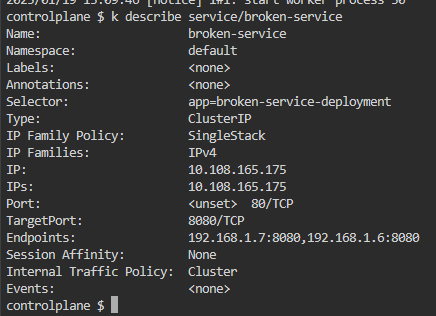 2025/01/19 15:09:46 [notice] 1#1: start worker process 50
controlplane $ k describe service/broken-service
Name: broken-service
Namespace: default
Labels: <none>
Annotations: <none>
Selector: app=broken-service-deployment
Type: ClusterIP
IP Family Policy: SingleStack
IP Families: IPv4
IP: 10.108.165.175
IPs: 10.108.165.175
Port: <unset> 80/TCP
TargetPort: 8080/TCP
Endpoints: 192.168.1.7:8080,192.168.1.6:8080
Session Affinity: None
Internal Traffic Policy: Cluster
Events: <none>
controlplane $